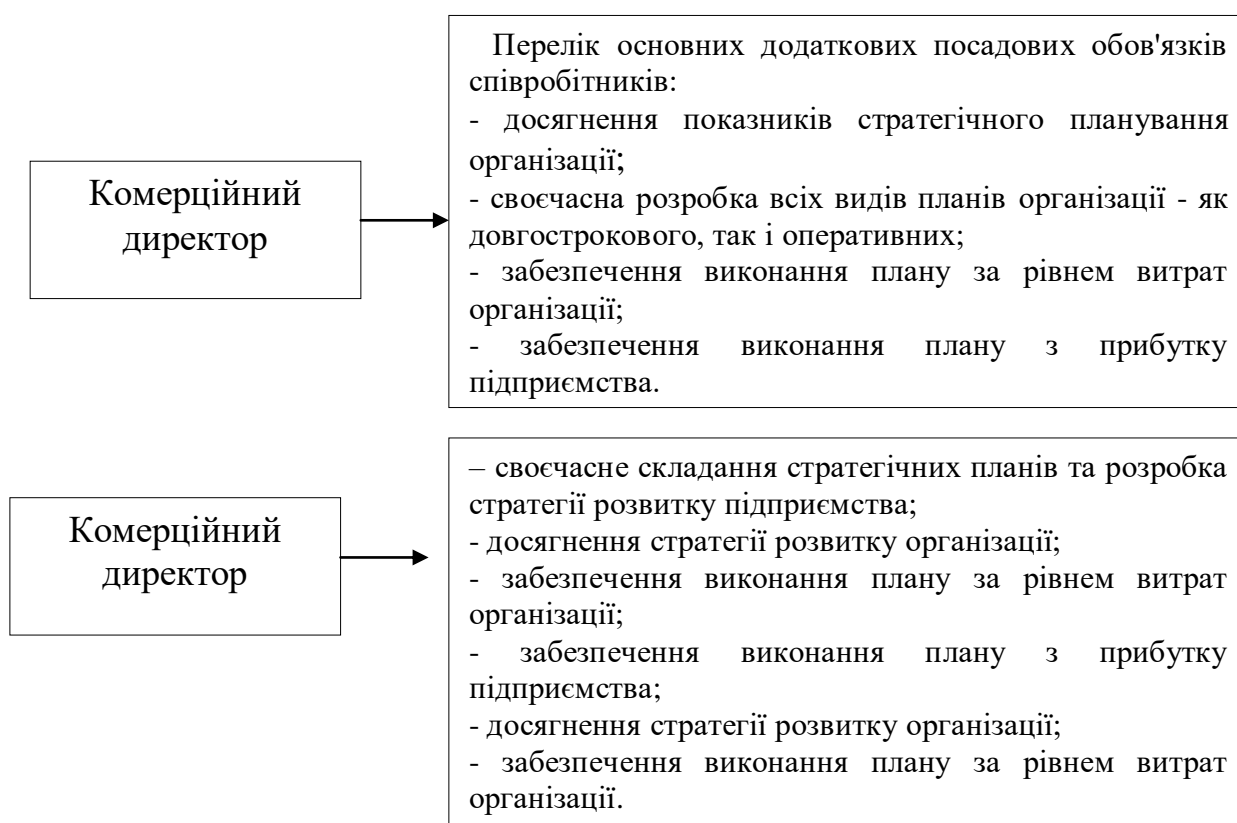 Комерційний
директор
Перелік основних додаткових посадових обов'язків
співробітників:
- досягнення показників стратегічного планування
організації;
- своєчасна розробка всіх видів планів організації - як
довгострокового, так і оперативних;
- забезпечення виконання плану за рівнем витрат
організації;
- забезпечення виконання плану з прибутку
підприємства.
Комерційний
директор
– своєчасне складання стратегічних планів та розробка
стратегії розвитку підприємства;
- досягнення стратегії розвитку організації;
- забезпечення виконання плану за рівнем витрат
організації;
- забезпечення виконання плану з прибутку
підприємства;
- досягнення стратегії розвитку організації;
- забезпечення виконання плану за рівнем витрат
організації.